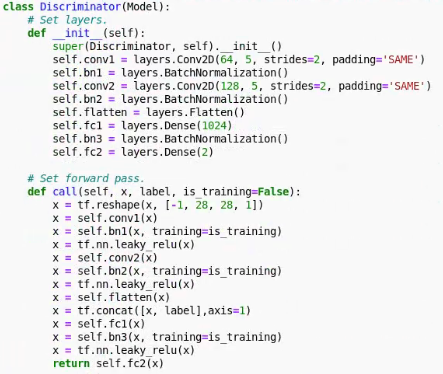 class Discriminator(Model):
    # Set layers.
    def __init__(self):
        super(Discriminator, self).__init__()
        self.conv1 = layers.Conv2D(64, 5, strides=2, padding='SAME')
        self.bn1 = layers.BatchNormalization()
        self.conv2 = layers.Conv2D(128, 5, strides=2, padding='SAME')
        self.bn2 = layers.BatchNormalization()
        self.flatten = layers.Flatten()
        self.fc1 = layers.Dense(1024)
        self.bn3 = layers.BatchNormalization()
        self.fc2 = layers.Dense(2)

    # Set forward pass.
    def call(self, x, label, is_training=False):
        x = tf.reshape(x, [-1, 28, 28, 1])
        x = self.conv1(x)
        x = self.bn1(x, training=is_training)
        x = tf.nn.leaky_relu(x)
        x = self.conv2(x)
        x = self.bn2(x, training=is_training)
        x = tf.nn.leaky_relu(x)
        x = self.flatten(x)
        x = tf.concat([x, label],axis=1)
        x = self.fc1(x)
        x = self.bn3(x, training=is_training)
        x = tf.nn.leaky_relu(x)
        return self.fc2(x)